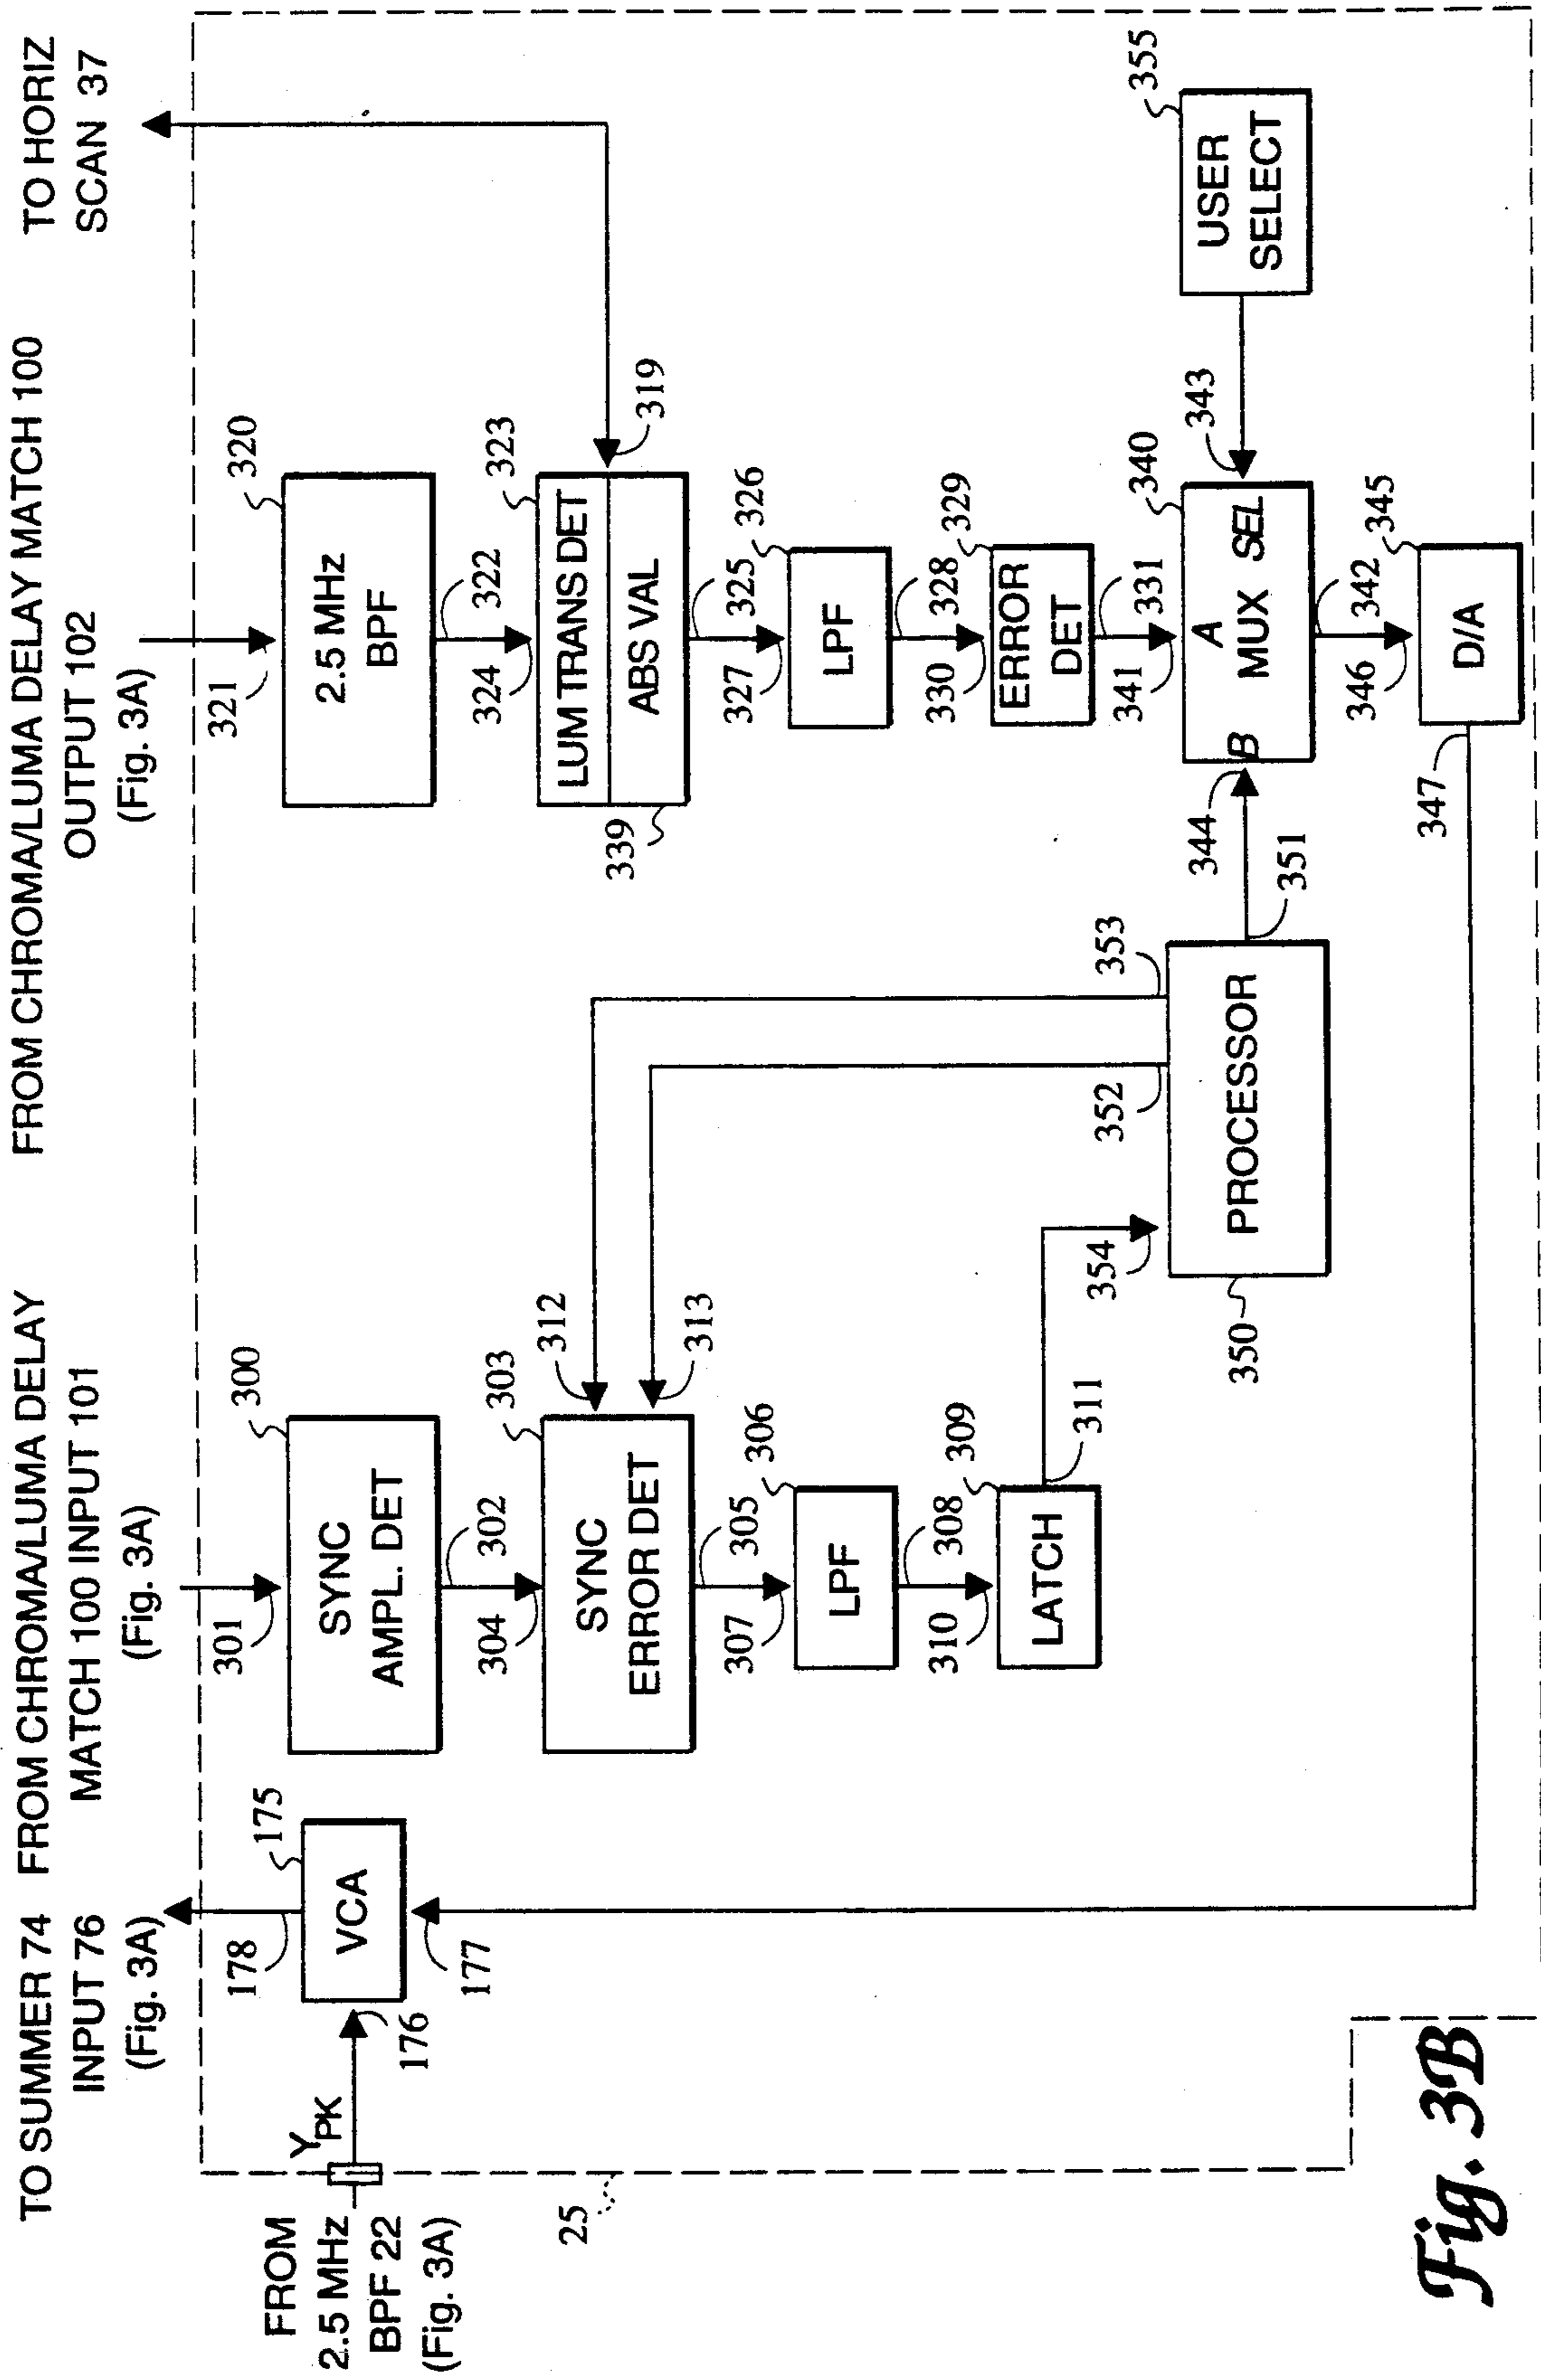 TO SUMMER 74
INPUT 76
(Fig. 3A)
FROM CHROMA/LUMA DELAY
MATCH 100 INPUT 101
(Fig. 3A)
FROM CHROMA/LUMA DELAY MATCH 100
OUTPUT 102
(Fig. 3A)
TO HORIZ
SCAN 37
FROM
2.5 MHz
BPF 22
(Fig. 3A)
YPK
176
178
175
VCA
177
25
301
300
SYNC
AMPL. DET
302
304
303
SYNC
ERROR DET
312
313
305
307
306
LPF
308
310
309
LATCH
311
354
352
353
350
PROCESSOR
351
344
321
320
2.5 MHz
BPF
322
324
323
LUM TRANS DET
ABS VAL
339
319
325
327
326
LPF
328
330
329
ERROR
DET
331
341
340
B
A
MUX
SEL
343
355
USER
SELECT
342
346
345
D/A
347
Fig. 3B